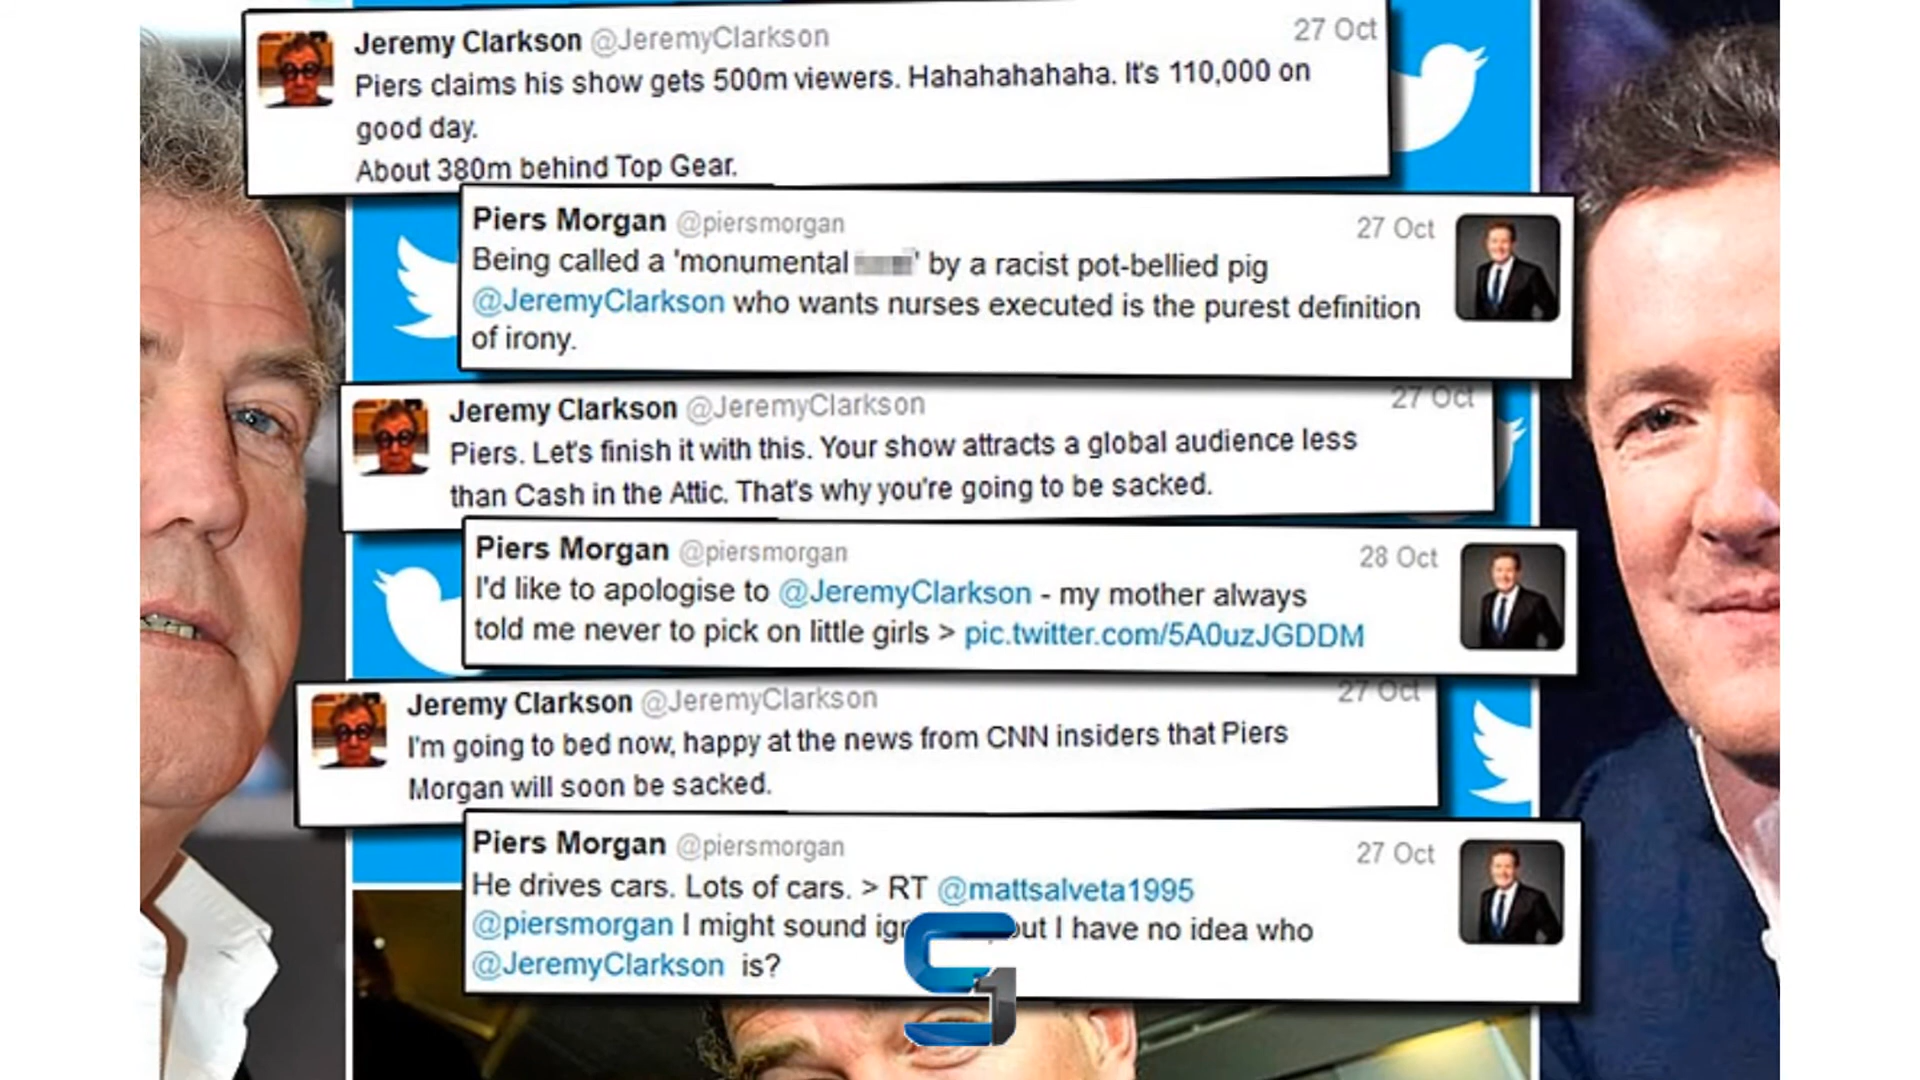 Jeremy Clarkson @JeremyClarkson 27 Oct
Piers claims his show gets 500m viewers. Hahahahahaha. It's 110,000 on
good day.
About 380m behind Top Gear.
Piers Morgan @piersmorgan 27 Oct
Being called a 'monumental ' by a racist pot-bellied pig
@JeremyClarkson who wants nurses executed is the purest definition
of irony.
Jeremy Clarkson @JeremyClarkson 27 Oct
Piers. Let's finish it with this. Your show attracts a global audience less
than Cash in the Attic. That's why you're going to be sacked.
Piers Morgan @piersmorgan 28 Oct
I'd like to apologise to @JeremyClarkson - my mother always
told me never to pick on little girls > pic.twitter.com/5A0uzJGDDM
Jeremy Clarkson @JeremyClarkson 27 Oct
I'm going to bed now, happy at the news from CNN insiders that Piers
Morgan will soon be sacked.
Piers Morgan @piersmorgan 27 Oct
He drives cars. Lots of cars. > RT @mattsalveta1995
@piersmorgan I might sound but I have no idea who
@JeremyClarkson is?
S1